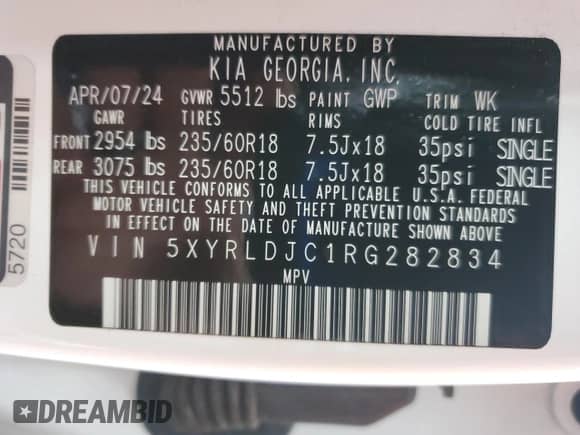 MANUFACTURED BY
KIA GEORGIA, INC.
APR/07/24 GVWR 5512 lbs PAINT GWP TRIM WK
GAWR TIRES RIMS COLD TIRE INFL
FRONT 2954 lbs 235/60R18 7.5Jx18 35psi SINGLE
REAR 3075 lbs 235/60R18 7.5Jx18 35psi SINGLE
THIS VEHICLE CONFORMS TO ALL APPLICABLE U.S.A. FEDERAL
MOTOR VEHICLE SAFETY AND THEFT PREVENTION STANDARDS
IN EFFECT ON THE DATE OF MANUFACTURE SHOWN ABOVE
VIN 5XYRLDJC1RG282834
MPV
5720
DREAMBID